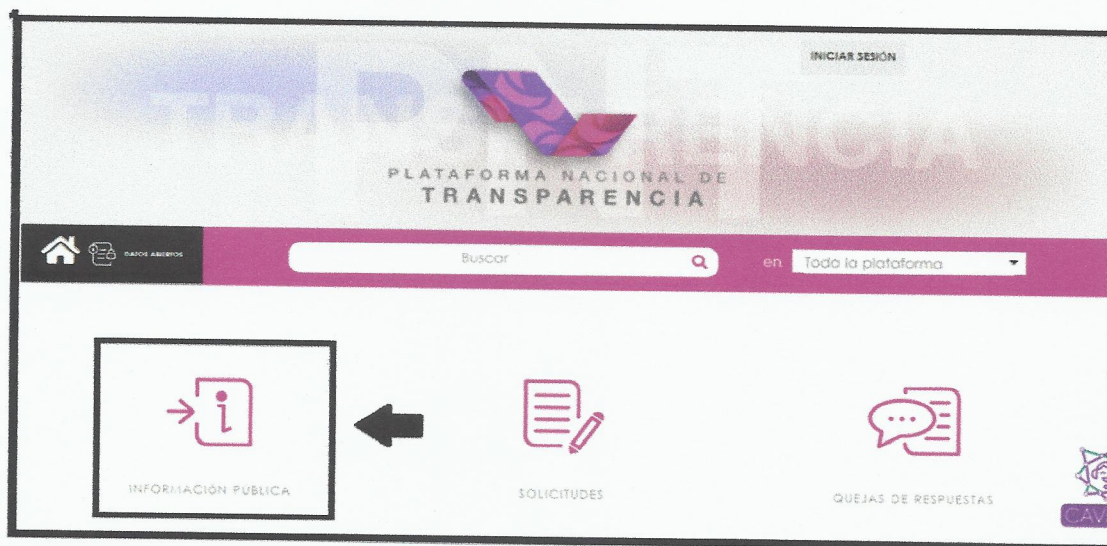 INICIAR SESIÓN
PLATAFORMA NACIONAL DE
TRANSPARENCIA
DATOS ABIERTOS
Buscar
en
Toda la plataforma
INFORMACIÓN PÚBLICA
SOLICITUDES
QUEJAS DE RESPUESTAS